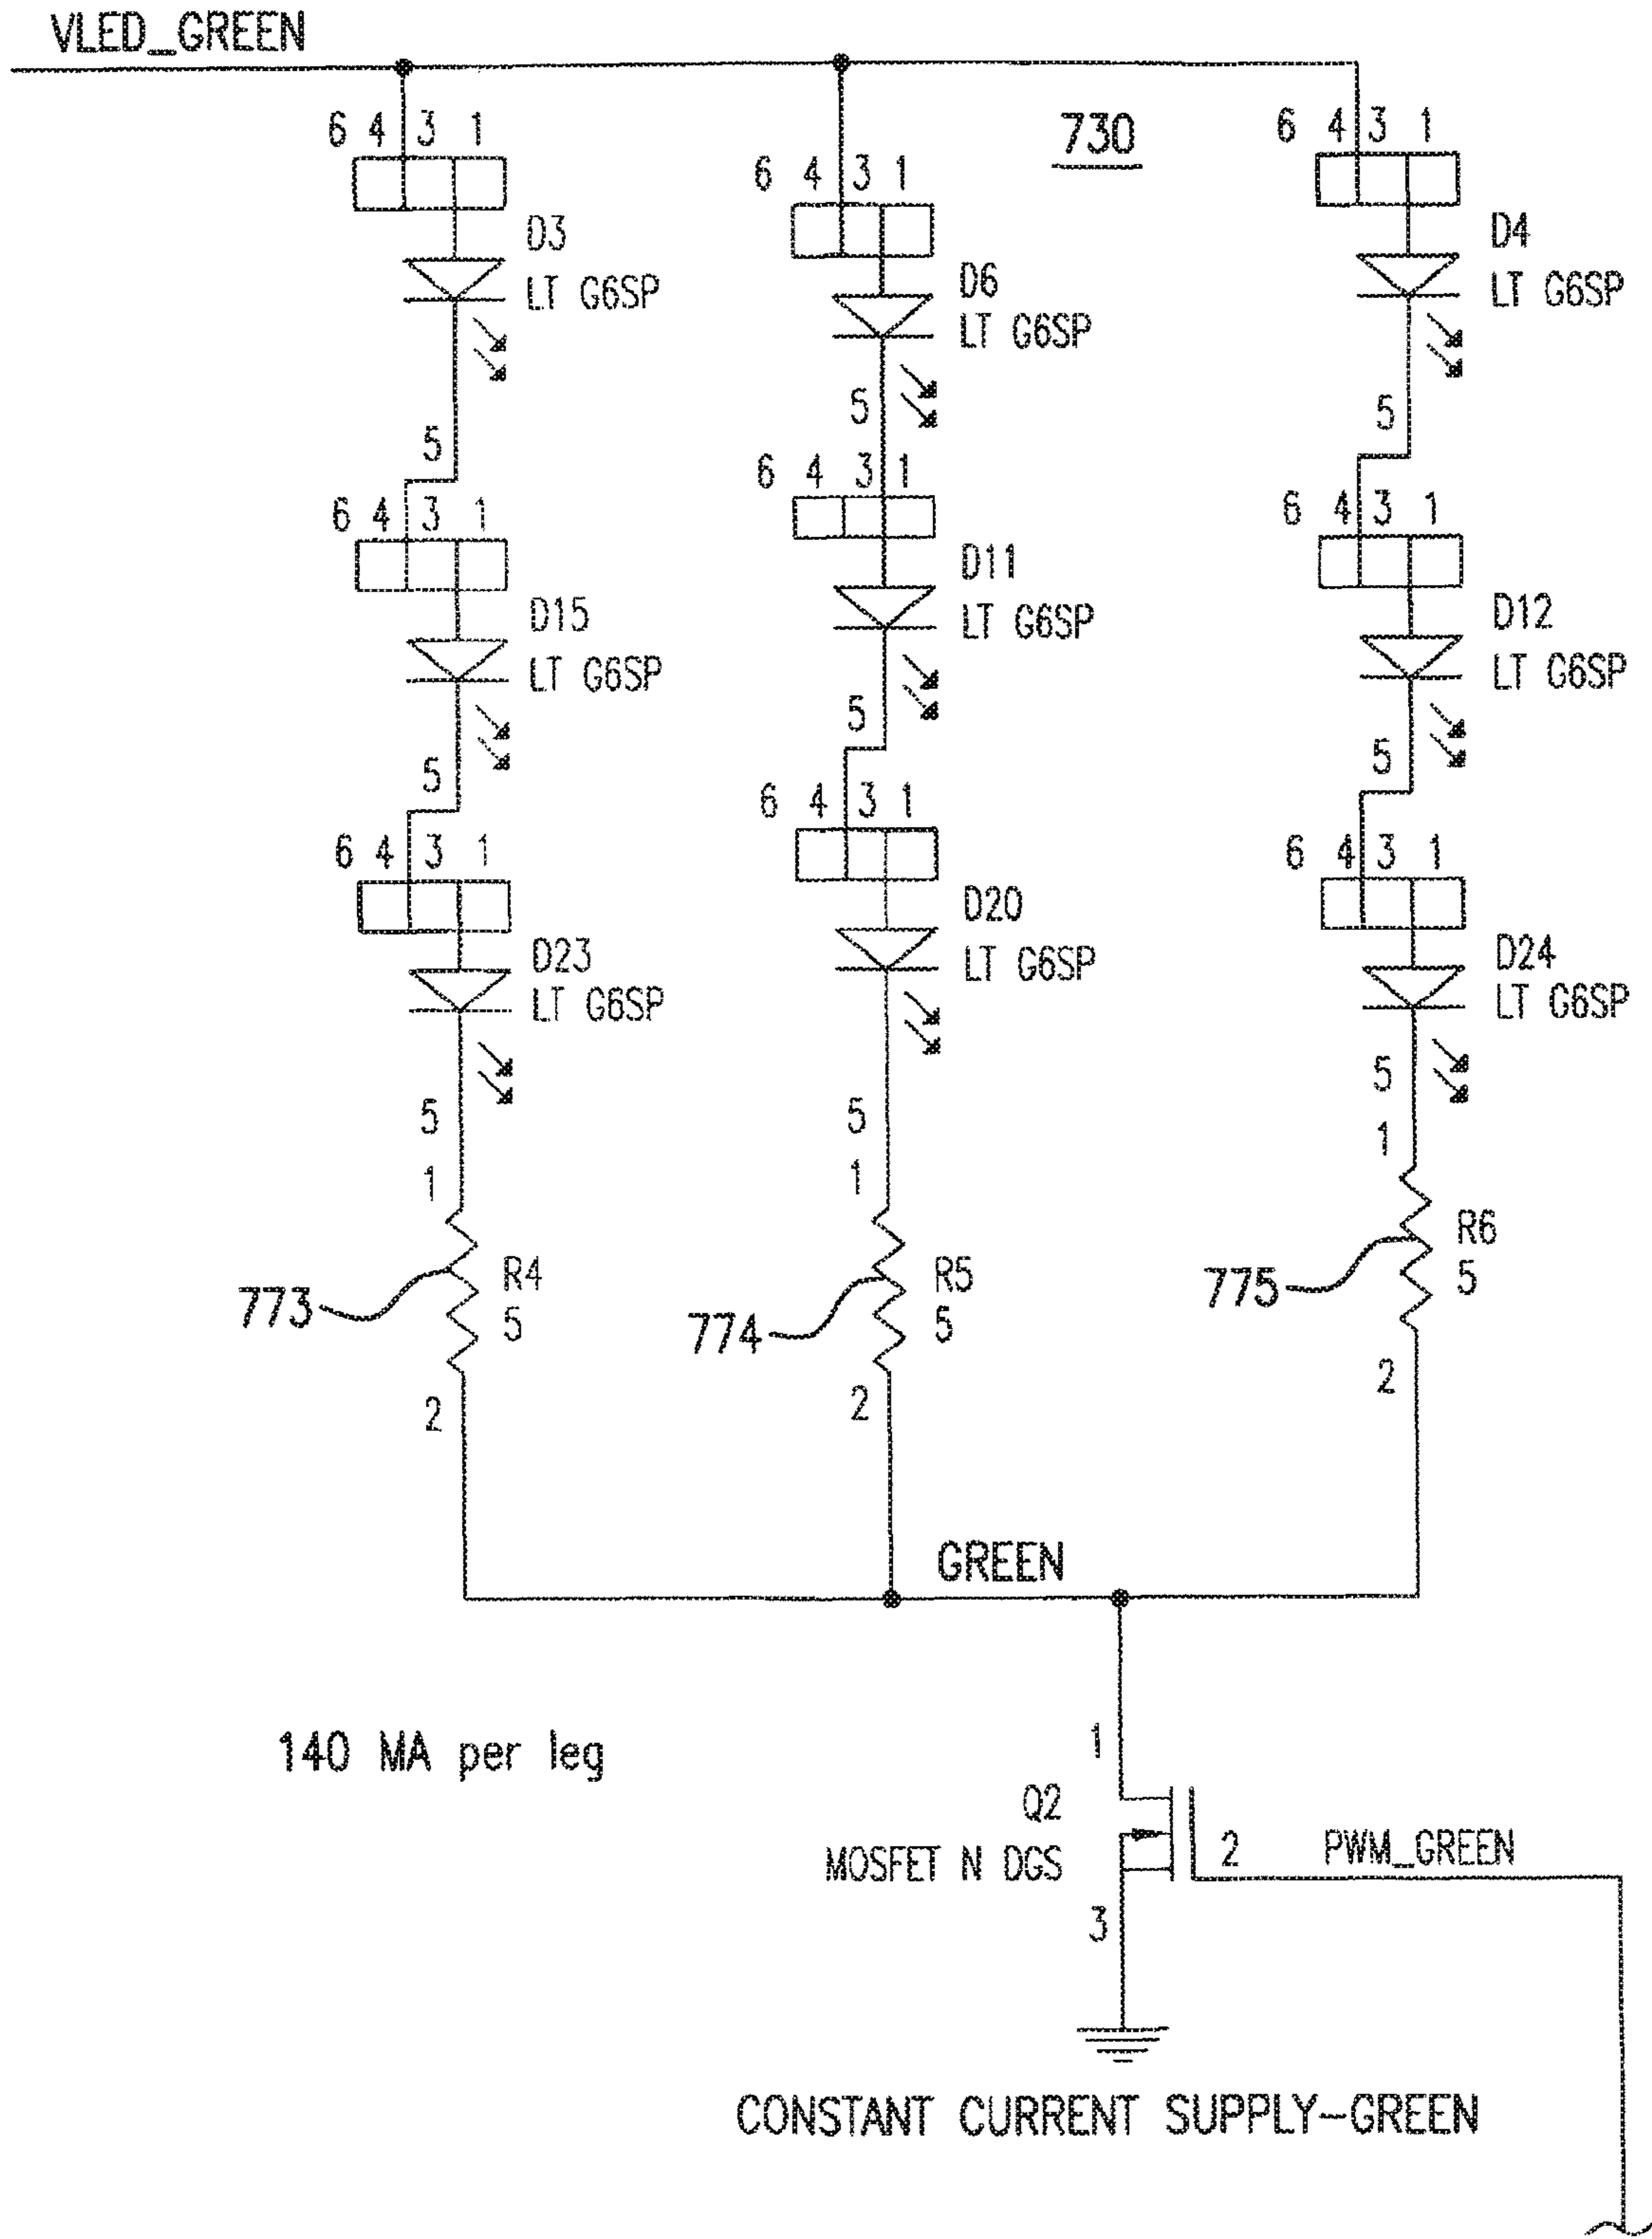 VLED_GREEN
6 4 3 1
730
6 4 3 1
6 4 3 1
D3
LT G6SP
D6
LT G6SP
D4
LT G6SP
5
5
5
6 4 3 1
6 4 3 1
6 4 3 1
D15
LT G6SP
D11
LT G6SP
D12
LT G6SP
5
5
5
6 4 3 1
6 4 3 1
6 4 3 1
D23
LT G6SP
D20
LT G6SP
D24
LT G6SP
5
5
5
1
1
1
773
R4
5
774
R5
5
775
R6
5
2
2
2
GREEN
140 MA per leg
1
Q2
MOSFET N DGS
2
PWM_GREEN
3
CONSTANT CURRENT SUPPLY-GREEN